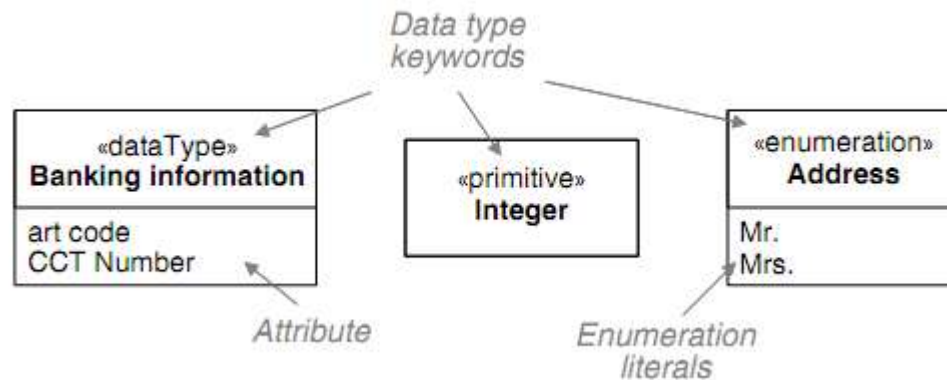 Data type
keywords
«dataType»
Banking information
art code
CCT Number
«primitive»
Integer
«enumeration»
Address
Mr.
Mrs.
Attribute
Enumeration
literals